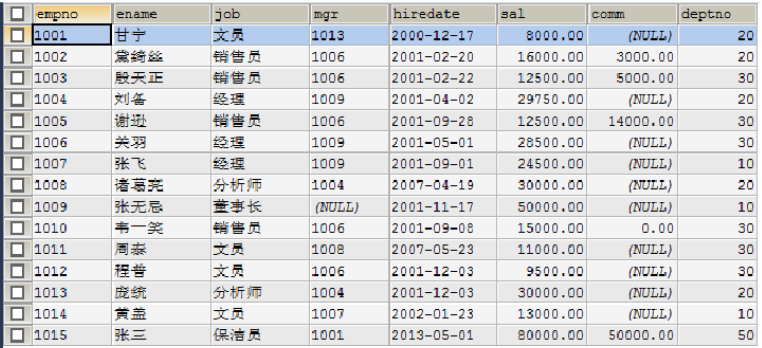 empno ename job mgr hiredate sal comm deptno
1001 甘宁 文员 1013 2000-12-17 8000.00 (NULL) 20
1002 黛绮丝 销售员 1006 2001-02-20 16000.00 3000.00 30
1003 殷天正 销售员 1006 2001-02-22 12500.00 5000.00 30
1004 刘备 经理 1009 2001-04-02 29750.00 (NULL) 20
1005 谢逊 销售员 1006 2001-09-28 12500.00 14000.00 30
1006 关羽 经理 1009 2001-05-01 28500.00 (NULL) 30
1007 张飞 经理 1009 2001-09-01 24500.00 (NULL) 10
1008 诸葛亮 分析师 1004 2007-04-19 30000.00 (NULL) 20
1009 张无忌 董事长 (NULL) 2001-11-17 50000.00 (NULL) 10
1010 韦一笑 销售员 1006 2001-09-08 15000.00 0.00 30
1011 周泰 文员 1008 2007-05-23 11000.00 (NULL) 20
1012 程普 文员 1006 2001-12-03 9500.00 (NULL) 30
1013 庞统 分析师 1004 2001-12-03 30000.00 (NULL) 20
1014 黄盖 文员 1007 2002-01-23 13000.00 (NULL) 10
1015 张三 保洁员 1001 2013-05-01 80000.00 50000.00 50